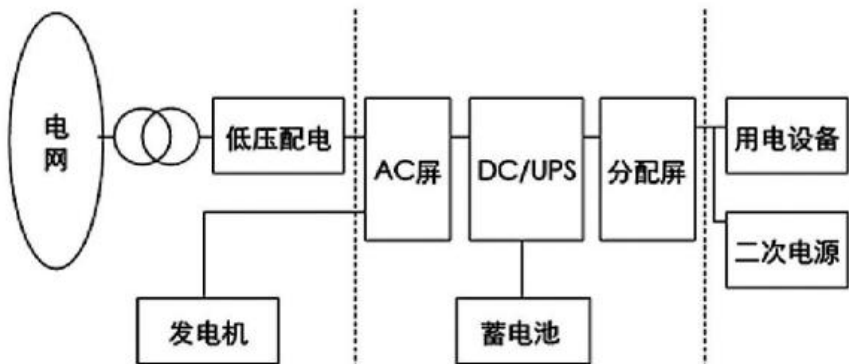 电网
低压配电
AC屏
DC/UPS
分配屏
用电设备
二次电源
发电机
蓄电池